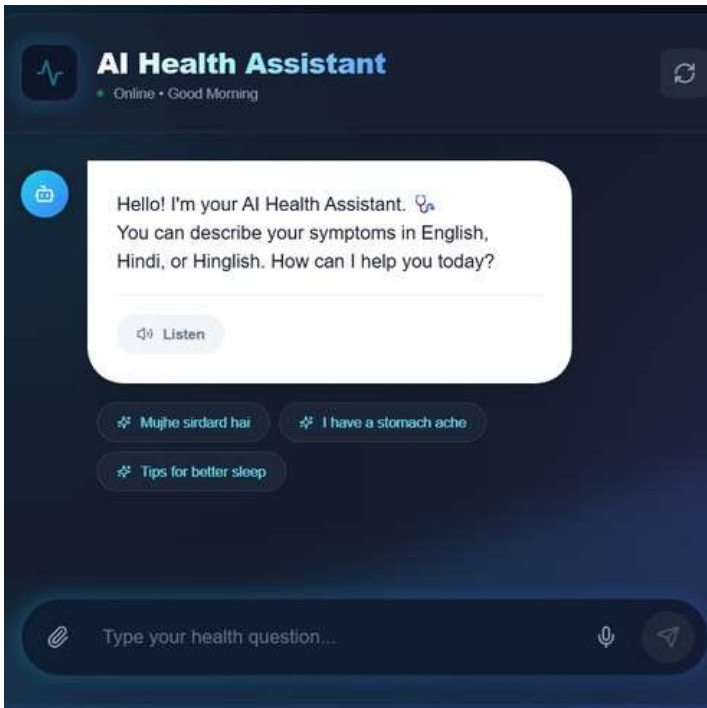 AI Health Assistant
Online • Good Morning
Hello! I'm your AI Health Assistant. 🩺
You can describe your symptoms in English,
Hindi, or Hinglish. How can I help you today?
Listen
Mujhe sirdard hai
I have a stomach ache
Tips for better sleep
Type your health question...